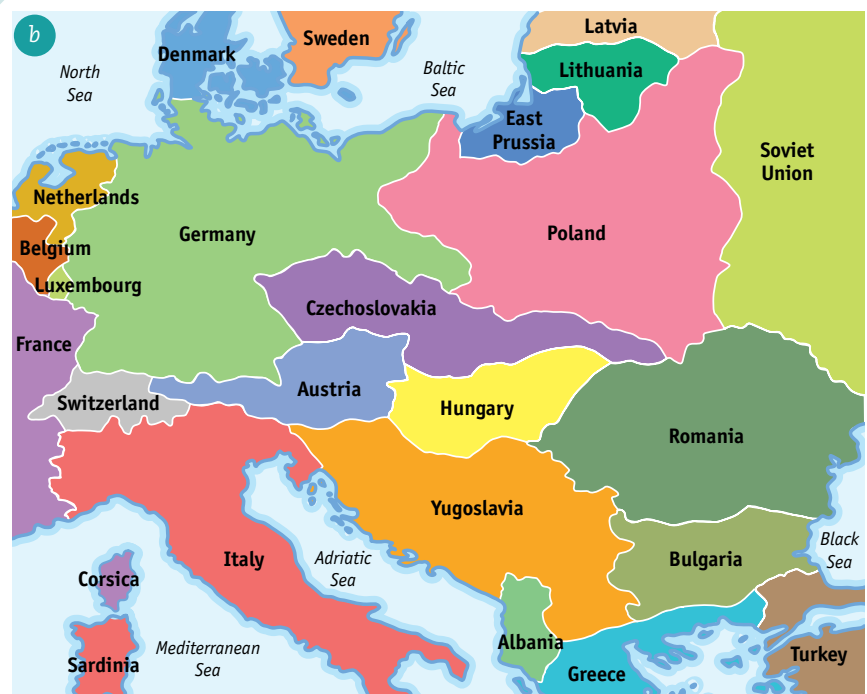 b
Denmark
Sweden
Latvia
North
Sea
Baltic
Sea
Lithuania
East
Prussia
Soviet
Union
Netherlands
Germany
Poland
Belgium
Luxembourg
Czechoslovakia
France
Switzerland
Austria
Hungary
Romania
Yugoslavia
Italy
Adriatic
Sea
Bulgaria
Black
Sea
Corsica
Mediterranean
Sea
Albania
Sardinia
Greece
Turkey